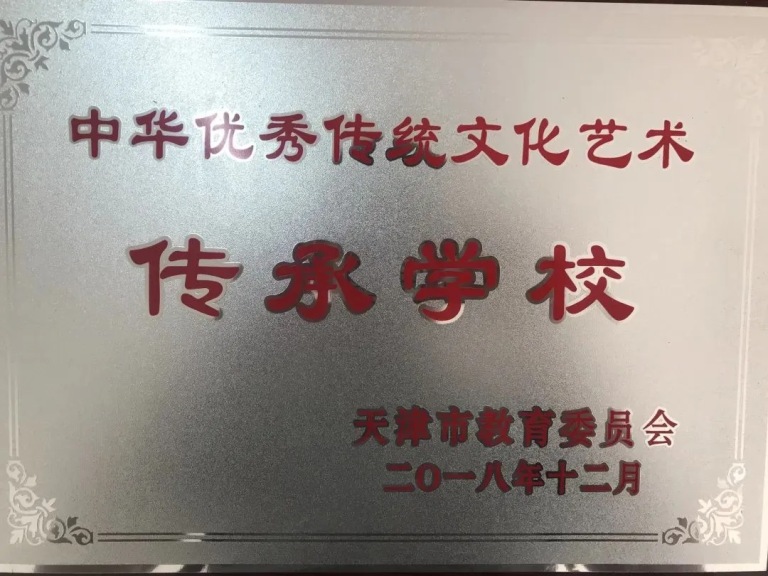 中华优秀传统文化艺术
传承学校
天津市教育委员会
二〇一八年十二月